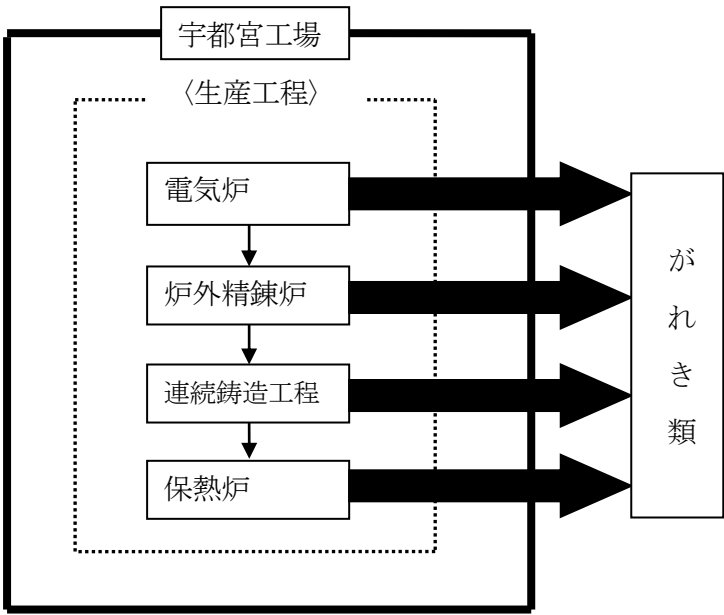 宇都宮工場
〈生産工程〉
電気炉
炉外精錬炉
連続鋳造工程
保熱炉
がれき類